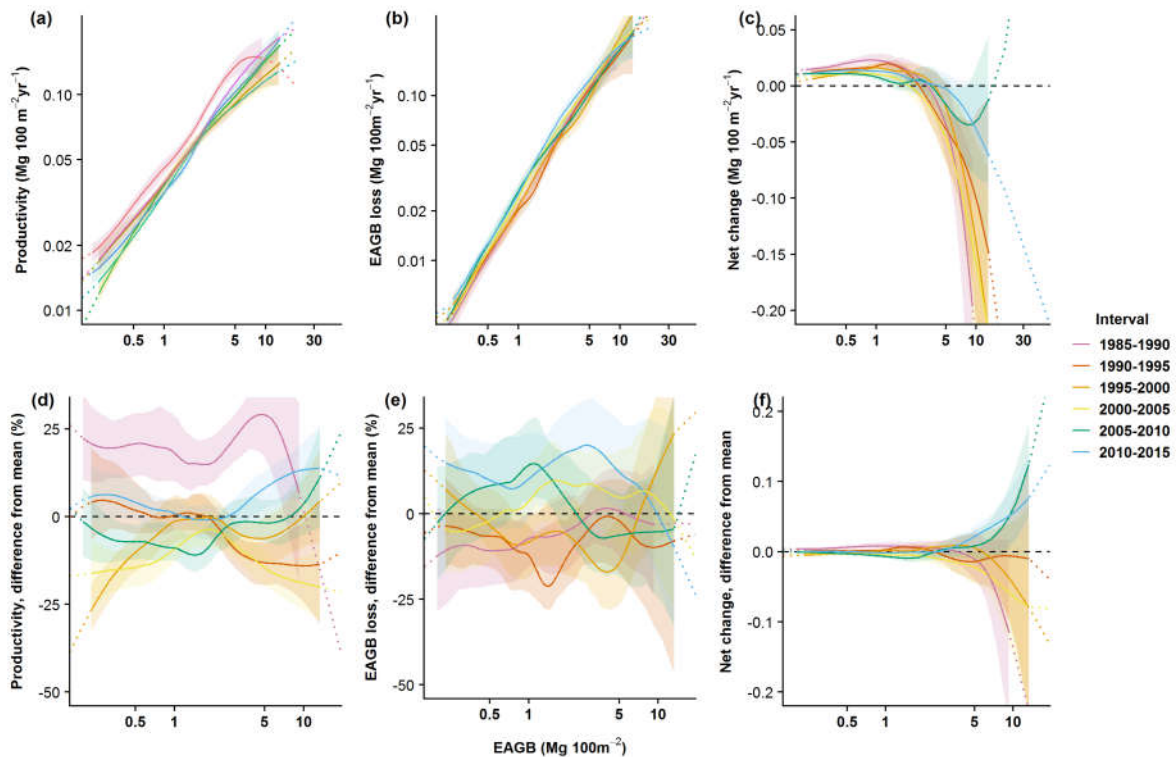 (a)
(b)
(c)
Productivity (Mg 100 m⁻²yr⁻¹)
0.10
0.05
0.02
0.01
0.5 1 5 10 30
EAGB loss (Mg 100m⁻²yr⁻¹)
0.10
0.05
0.02
0.01
0.5 1 5 10 30
Net change (Mg 100 m⁻²yr⁻¹)
0.05
0.00
-0.05
-0.10
-0.15
-0.20
0.5 1 5 10 30
Interval
1985-1990
1990-1995
1995-2000
2000-2005
2005-2010
2010-2015
(d)
(e)
(f)
Productivity, difference from mean (%)
25
0
-25
-50
0.5 1 5 10
EAGB loss, difference from mean (%)
25
0
-25
-50
0.5 1 5 10
Net change, difference from mean
0.2
0.1
0.0
-0.1
-0.2
0.5 1 5 10
EAGB (Mg 100m⁻²)